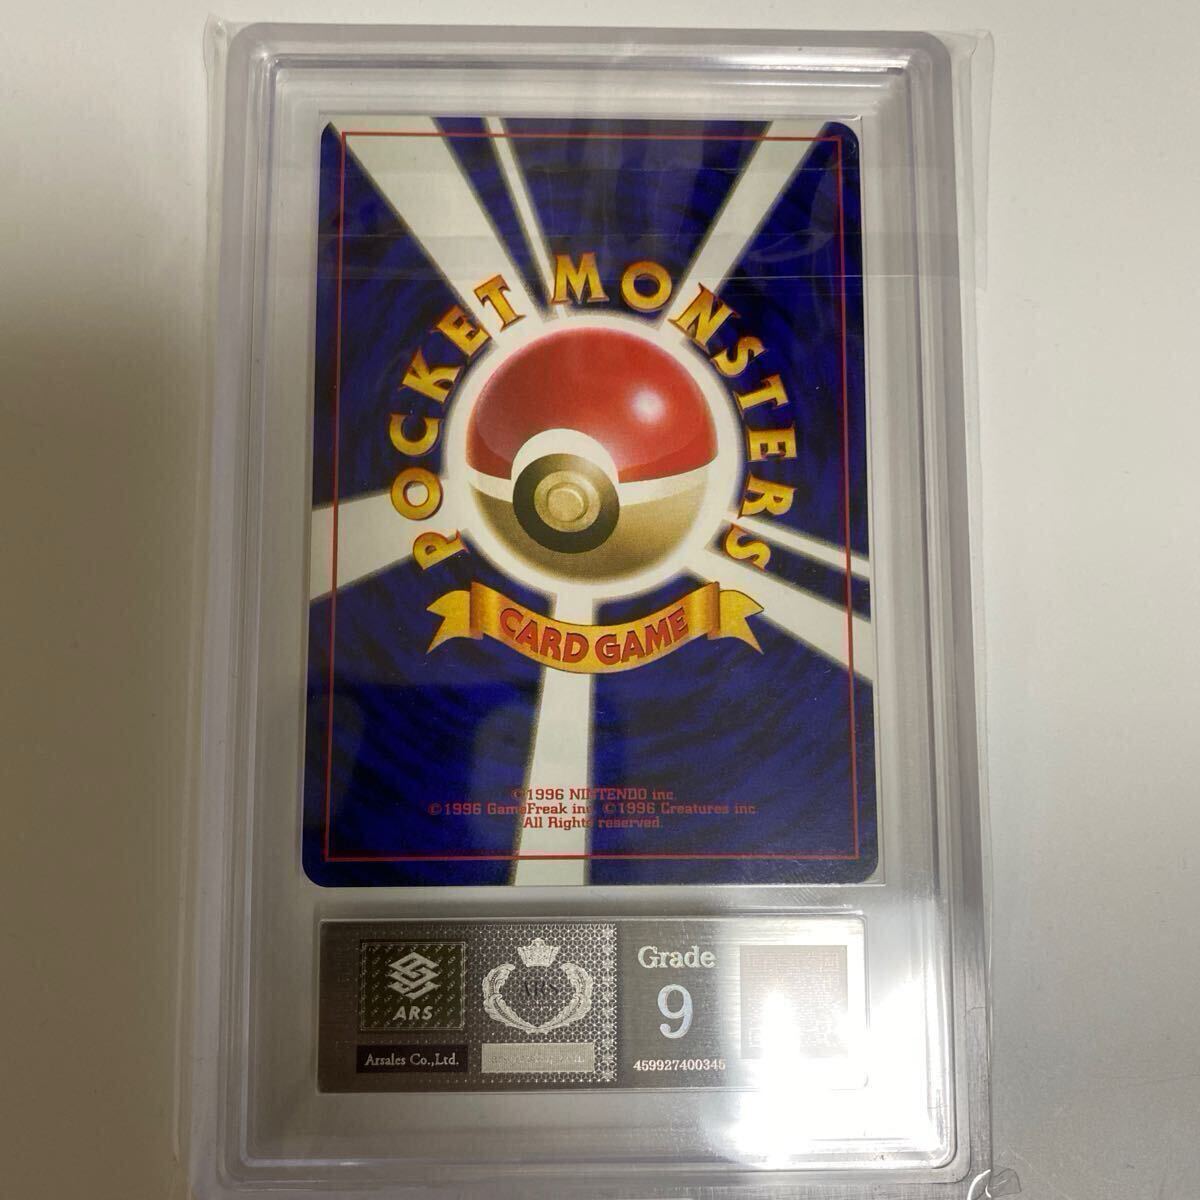 POCKET MONSTERS
CARD GAME
©1996 NINTENDO inc.
©1996 GameFreak inc. ©1996 Creatures inc.
All Rights reserved.
ARS
Arsales Co.,Ltd.
ARS
Grade
9
459927400345